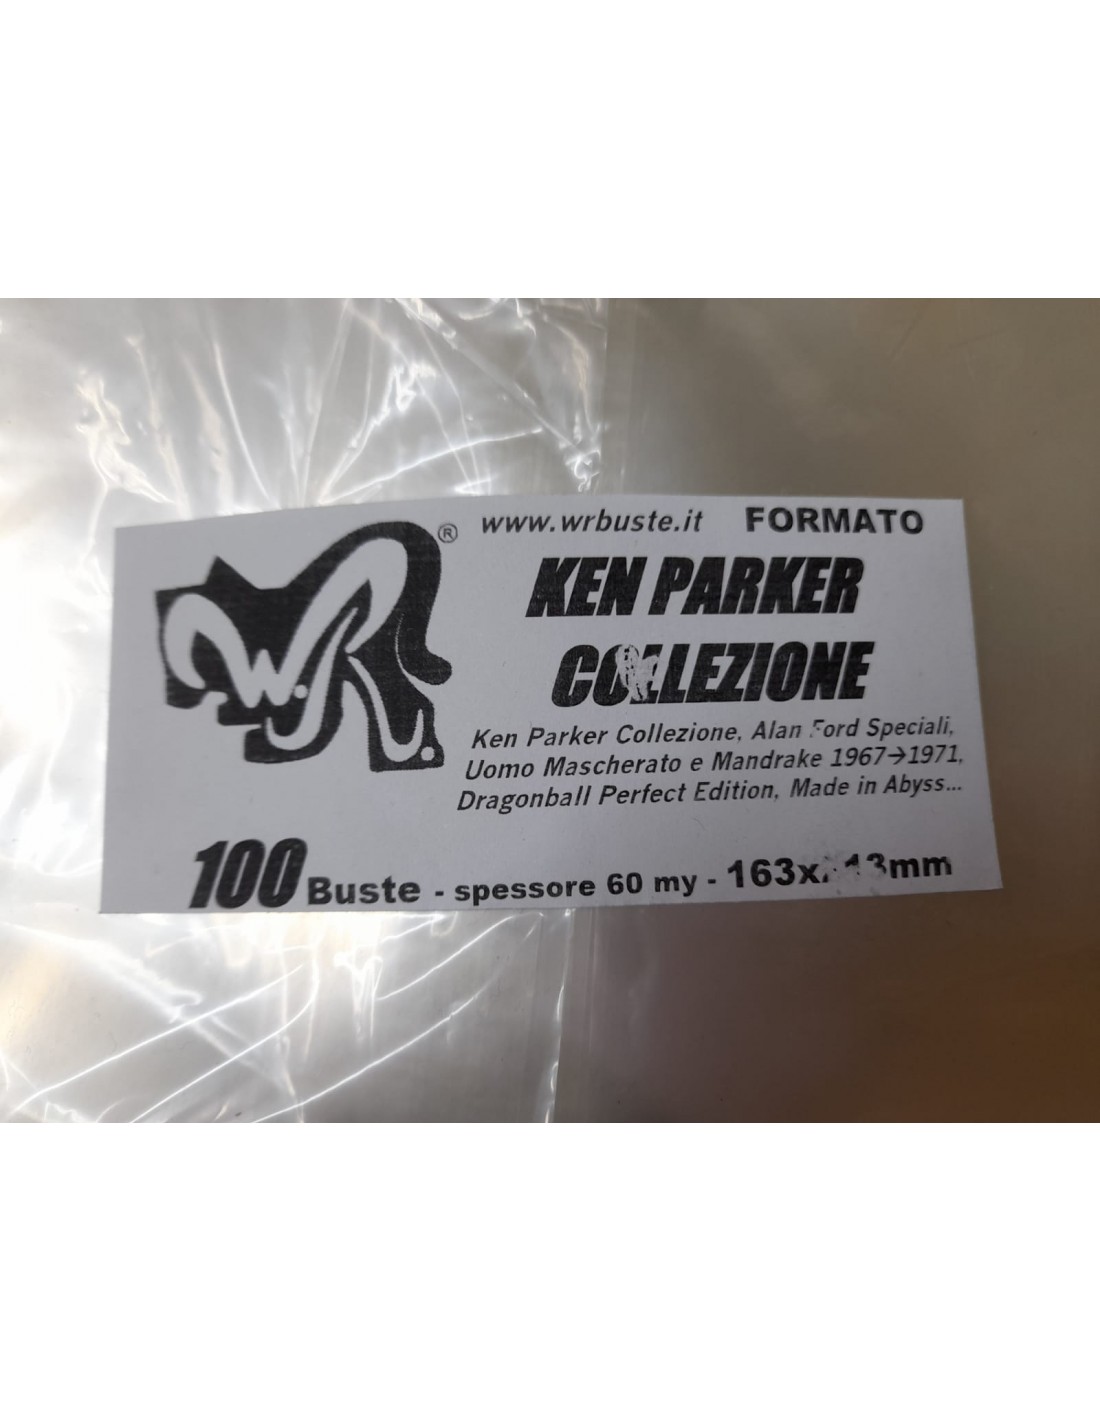 W.R.
®
www.wrbuste.it FORMATO
KEN PARKER
COLLEZIONE
Ken Parker Collezione, Alan Ford Speciali,
Uomo Mascherato e Mandrake 1967→1971,
Dragonball Perfect Edition, Made in Abyss...
100 Buste - spessore 60 my -